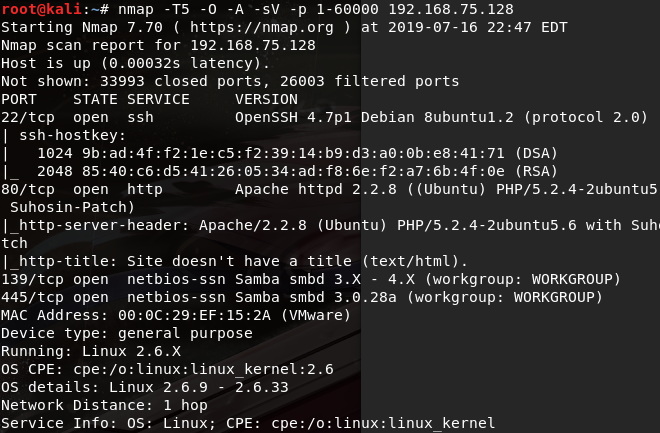 root@kali:~# nmap -T5 -O -A -sV -p 1-60000 192.168.75.128
Starting Nmap 7.70 ( https://nmap.org ) at 2019-07-16 22:47 EDT
Nmap scan report for 192.168.75.128
Host is up (0.00032s latency).
Not shown: 33993 closed ports, 26003 filtered ports
PORT    STATE SERVICE     VERSION
22/tcp  open  ssh         OpenSSH 4.7p1 Debian 8ubuntu1.2 (protocol 2.0)
| ssh-hostkey:
|   1024 9b:ad:4f:f2:1e:c5:f2:39:14:b9:d3:a0:0b:e8:41:71 (DSA)
|_  2048 85:40:c6:d5:41:26:05:34:ad:f8:6e:f2:a7:6b:4f:0e (RSA)
80/tcp  open  http        Apache httpd 2.2.8 ((Ubuntu) PHP/5.2.4-2ubuntu5
 Suhosin-Patch)
|_http-server-header: Apache/2.2.8 (Ubuntu) PHP/5.2.4-2ubuntu5.6 with Suho
tch
|_http-title: Site doesn't have a title (text/html).
139/tcp open  netbios-ssn Samba smbd 3.X - 4.X (workgroup: WORKGROUP)
445/tcp open  netbios-ssn Samba smbd 3.0.28a (workgroup: WORKGROUP)
MAC Address: 00:0C:29:EF:15:2A (VMware)
Device type: general purpose
Running: Linux 2.6.X
OS CPE: cpe:/o:linux:linux_kernel:2.6
OS details: Linux 2.6.9 - 2.6.33
Network Distance: 1 hop
Service Info: OS: Linux; CPE: cpe:/o:linux:linux_kernel